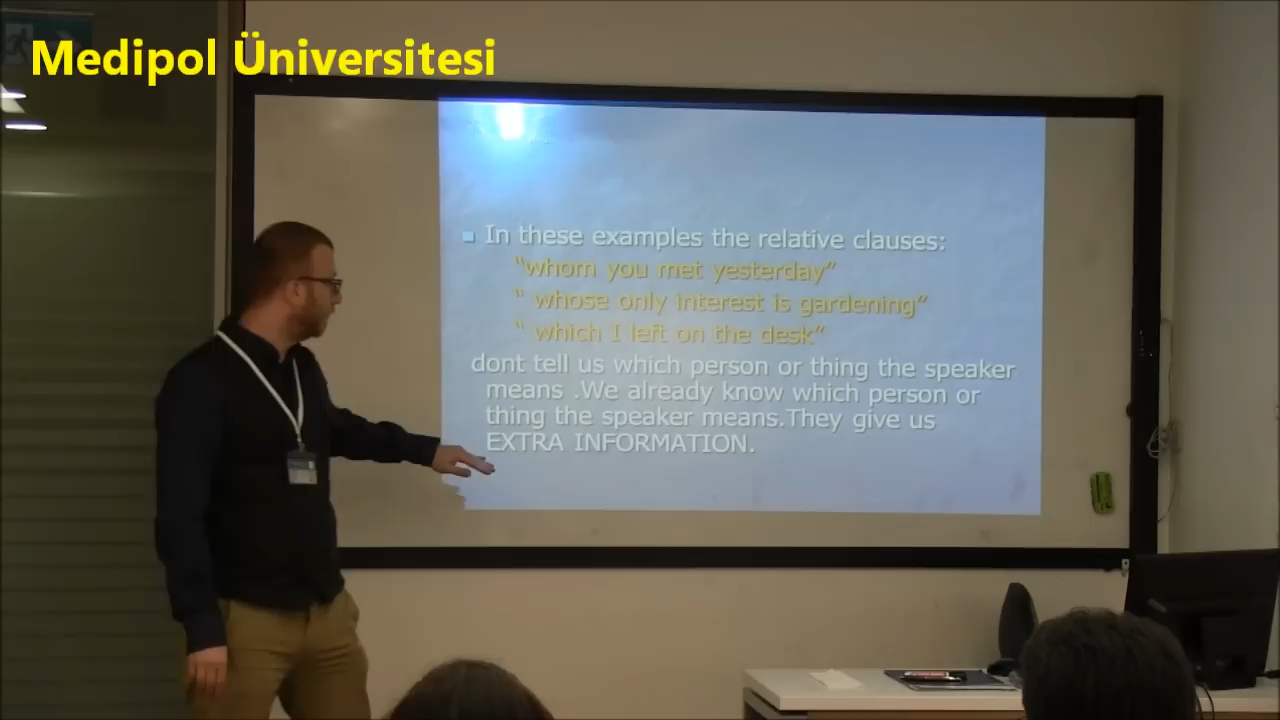 Medipol Üniversitesi
In these examples the relative clauses:
“whom you met yesterday”
“ whose only interest is gardening”
“ which I left on the desk”
dont tell us which person or thing the speaker
means .We already know which person or
thing the speaker means.They give us
EXTRA INFORMATION.